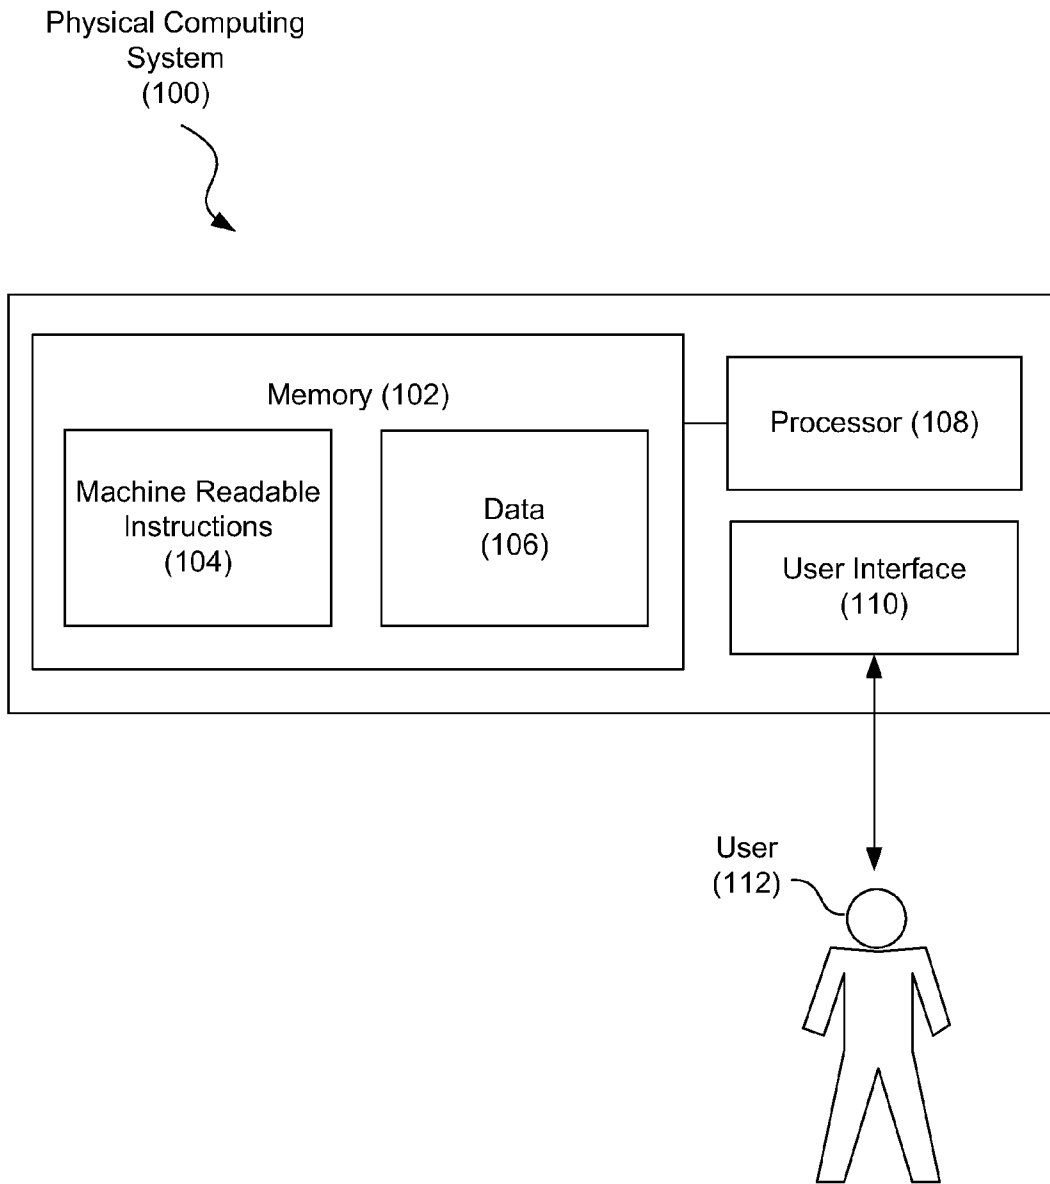 Physical Computing
System
(100)
Memory (102)
Machine Readable
Instructions
(104)
Data
(106)
Processor (108)
User Interface
(110)
User
(112)